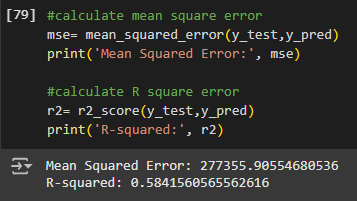 [79] #calculate mean square error
mse= mean_squared_error(y_test,y_pred)
print('Mean Squared Error:', mse)
#calculate R square error
r2= r2_score(y_test,y_pred)
print('R-squared:', r2)
Mean Squared Error: 277355.90554680536
R-squared: 0.5841560565562616